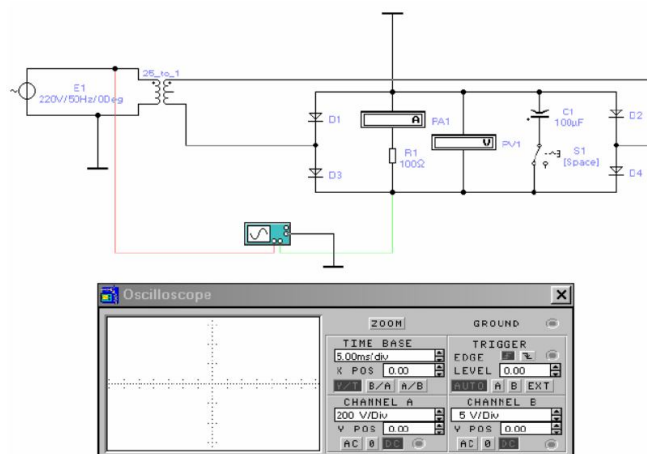 25_to_1
E1
220V/50Hz/0Deg
D1
D3
A
PA1
R1
100Ω
V
PV1
C1
100µF
S1
[Space]
D2
D4
Oscilloscope
ZOOM
GROUND
TIME BASE
5.00ms/div
X POS 0.00
Y/T B/A A/B
TRIGGER
EDGE
LEVEL 0.00
AUTO A B EXT
CHANNEL A
200 V/Div
Y POS 0.00
AC 0 DC
CHANNEL B
5 V/Div
Y POS 0.00
AC 0 DC